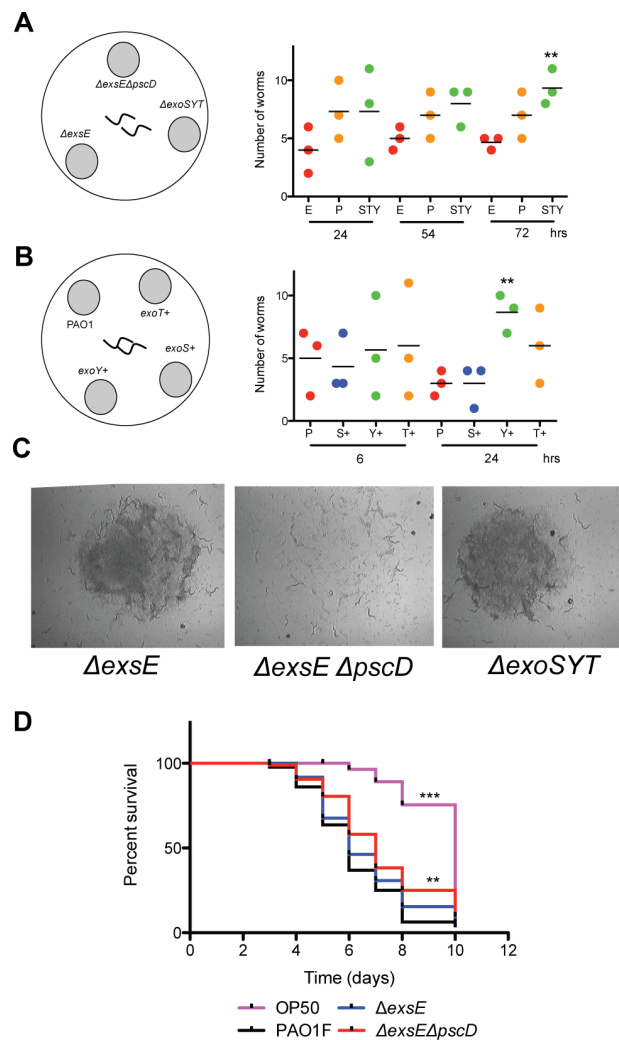 A
ΔexsEΔpscD
ΔexoSYT
ΔexsE
Number of worms
10
5
0
**
E P STY E P STY E P STY
24 54 72 hrs
B
PAO1
exoT+
exoY+
exoS+
Number of worms
10
5
0
**
P S+ Y+ T+ P S+ Y+ T+
6 24 hrs
C
ΔexsE ΔexsE ΔpscD ΔexoSYT
D
Percent survival
100
50
0
***
**
0 2 4 6 8 10 12
Time (days)
OP50 ΔexsE
PAO1F ΔexsEΔpscD